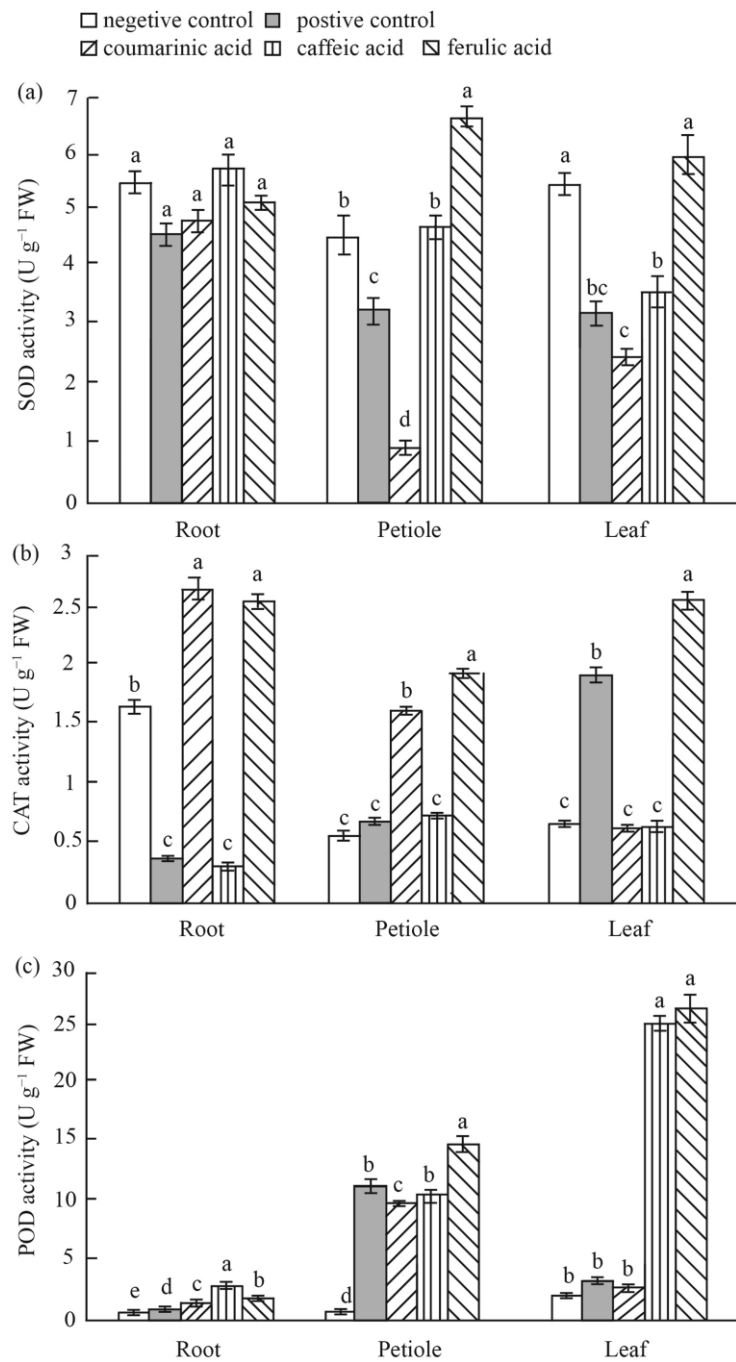 negetive control postive control
coumarinic acid caffeic acid ferulic acid
(a)
7
6
5
4
3
2
1
0
SOD activity (U g⁻¹ FW)
a a a a a
b c d b a
a bc c b a
Root Petiole Leaf
(b)
3
2.5
2
1.5
1
0.5
0
CAT activity (U g⁻¹ FW)
b c a c a
c c b c a
c b c c a
Root Petiole Leaf
(c)
30
25
20
15
10
5
0
POD activity (U g⁻¹ FW)
e d c a b
d b c b a
b b b a a
Root Petiole Leaf